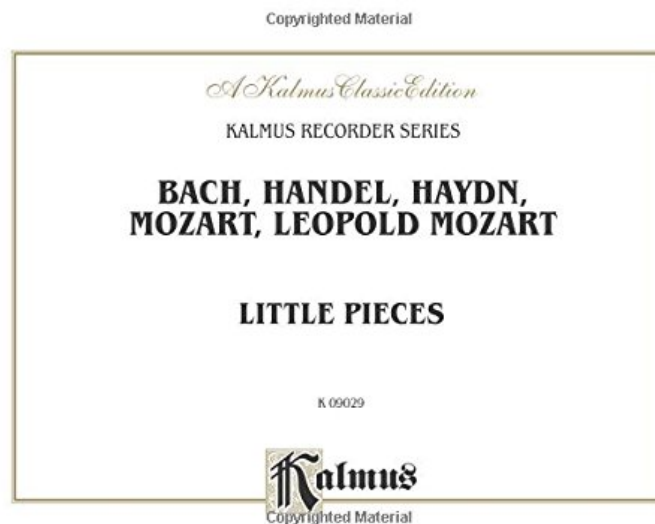 Copyrighted Material
A Kalmus Classic Edition
KALMUS RECORDER SERIES
BACH, HANDEL, HAYDN,
MOZART, LEOPOLD MOZART
LITTLE PIECES
K 09029
Kalmus
Copyrighted Material